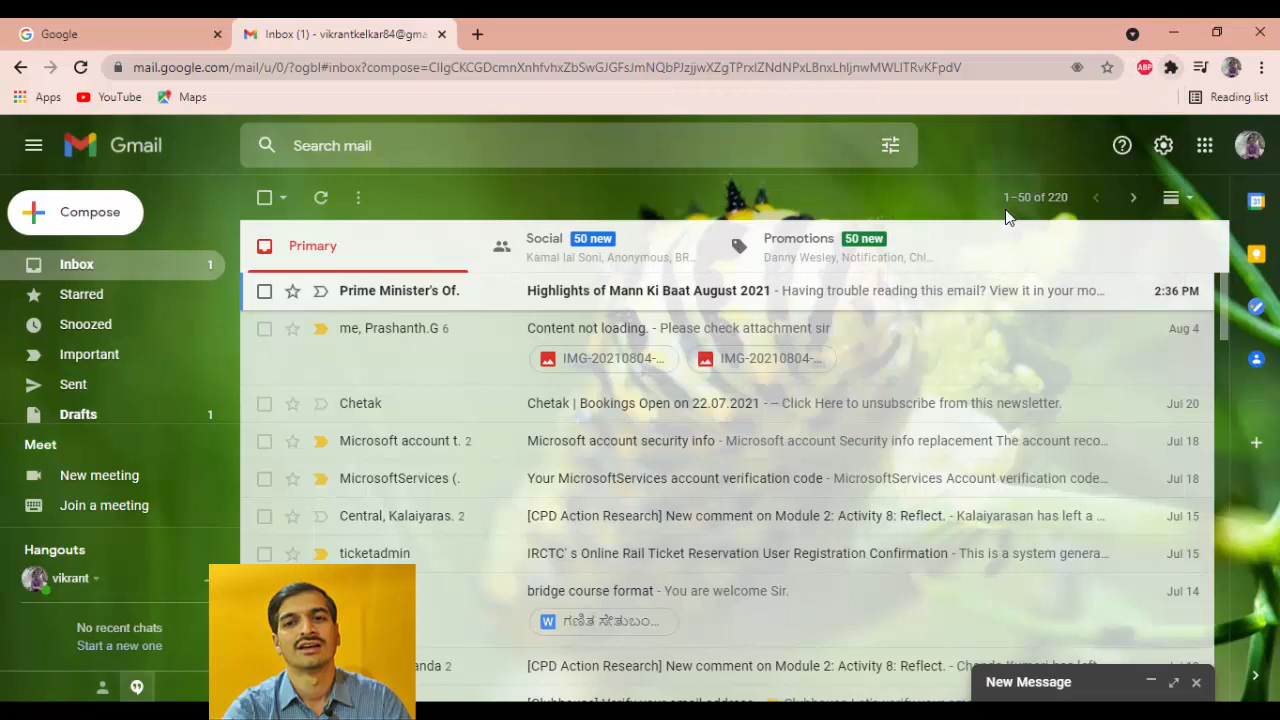 Google
Inbox (1) - vikrantkelkar84@gma
mail.google.com/mail/u/0/?ogbl#inbox?compose=
Apps YouTube Maps Reading list
Gmail
Search mail
Compose
1–50 of 220
Inbox 1
Starred
Snoozed
Important
Sent
Drafts 1
Meet
New meeting
Join a meeting
Hangouts
vikrant
No recent chats
Start a new one
Primary
Social 50 new
Kamal lal Soni, Anonymous, BR...
Promotions 50 new
Danny Wesley, Notification, Chi...
Prime Minister's Of. Highlights of Mann Ki Baat August 2021 - Having trouble reading this email? View it in your mo... 2:36 PM
me, Prashanth.G 6 Content not loading. - Please check attachment sir Aug 4
IMG-20210804-... IMG-20210804-...
Chetak Chetak | Bookings Open on 22.07.2021 - -- Click Here to unsubscribe from this newsletter. Jul 20
Microsoft account t. 2 Microsoft account security info - Microsoft account Security info replacement The account reco... Jul 18
MicrosoftServices (. Your MicrosoftServices account verification code - MicrosoftServices Account verification code... Jul 18
Central, Kalaiyaras. 2 [CPD Action Research] New comment on Module 2: Activity 8: Reflect. - Kalaiyarasan has left a ... Jul 15
ticketadmin IRCTC' s Online Rail Ticket Reservation User Registration Confirmation - This is a system genera... Jul 15
bridge course format - You are welcome Sir. Jul 14
W ಗಣಿತ ಸೇತುಬಂ...
anda 2 [CPD Action Research] New comment on Module 2: Activity 8: Reflect.
New Message
ABP